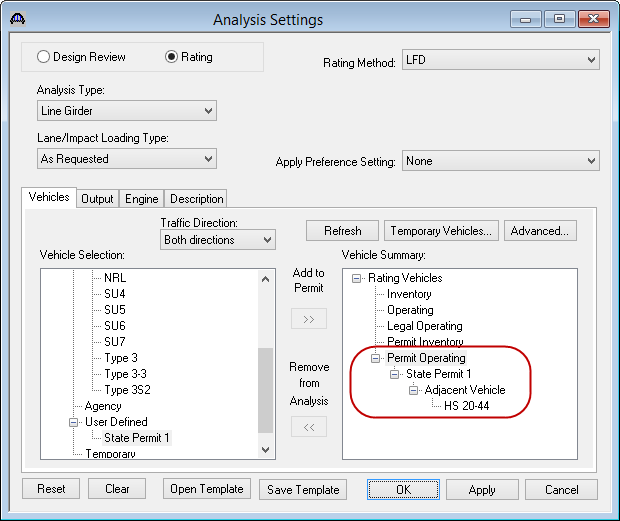 Analysis Settings
Design Review
Rating
Rating Method:
LFD
Analysis Type:
Line Girder
Lane/Impact Loading Type:
As Requested
Apply Preference Setting:
None
Vehicles
Output
Engine
Description
Traffic Direction:
Both directions
Refresh
Temporary Vehicles...
Advanced...
Vehicle Selection:
NRL
SU4
SU5
SU6
SU7
Type 3
Type 3-3
Type 3S2
Agency
User Defined
State Permit 1
Temporary
Add to
Permit
>>
Remove
from
Analysis
<<
Vehicle Summary:
Rating Vehicles
Inventory
Operating
Legal Operating
Permit Inventory
Permit Operating
State Permit 1
Adjacent Vehicle
HS 20-44
Reset
Clear
Open Template
Save Template
OK
Apply
Cancel